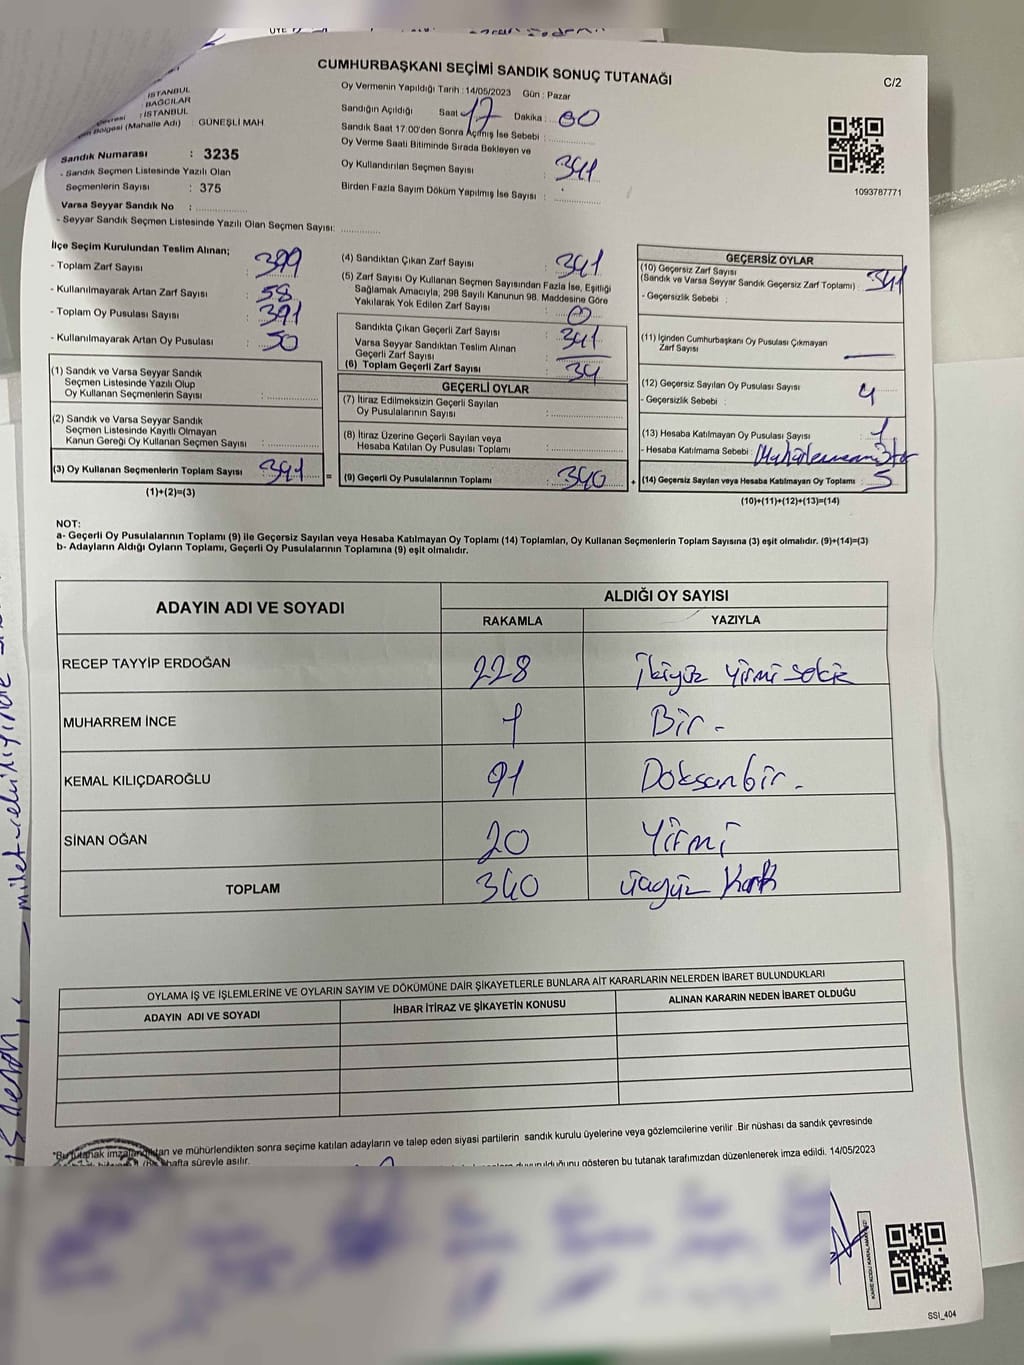 CUMHURBAŞKANI SEÇİMİ SANDIK SONUÇ TUTANAĞI
C/2
İSTANBUL
: BAĞCILAR
: İSTANBUL
Bölgesi (Mahalle Adı) : GÜNEŞLİ MAH
Sandık Numarası : 3235
- Sandık Seçmen Listesinde Yazılı Olan
Seçmenlerin Sayısı : 375
Varsa Seyyar Sandık No : ..............
- Seyyar Sandık Seçmen Listesinde Yazılı Olan Seçmen Sayısı: ............
Oy Vermenin Yapıldığı Tarih : 14/05/2023 Gün : Pazar
Sandığın Açıldığı Saat : 17 Dakika : 00
Sandık Saat 17:00'den Sonra Açılmış İse Sebebi : ............
Oy Verme Saati Bitiminde Sırada Bekleyen ve
Oy Kullandırılan Seçmen Sayısı : 341
Birden Fazla Sayım Döküm Yapılmış İse Sayısı : ............
1093787771
İlçe Seçim Kurulundan Teslim Alınan;
- Toplam Zarf Sayısı : 399
- Kullanılmayarak Artan Zarf Sayısı : 58
- Toplam Oy Pusulası Sayısı : 391
- Kullanılmayarak Artan Oy Pusulası : 50
(1) Sandık ve Varsa Seyyar Sandık
Seçmen Listesinde Yazılı Olup
Oy Kullanan Seçmenlerin Sayısı : ............
(2) Sandık ve Varsa Seyyar Sandık
Seçmen Listesinde Kayıtlı Olmayan
Kanun Gereği Oy Kullanan Seçmen Sayısı : ............
(3) Oy Kullanan Seçmenlerin Toplam Sayısı : 341
(1)+(2)=(3)
=
(4) Sandıktan Çıkan Zarf Sayısı : 341
(5) Zarf Sayısı Oy Kullanan Seçmen Sayısından Fazla İse, Eşitliği
Sağlamak Amacıyla, 298 Sayılı Kanunun 98. Maddesine Göre
Yakılarak Yok Edilen Zarf Sayısı : 0
Sandıkta Çıkan Geçerli Zarf Sayısı : 341
Varsa Seyyar Sandıktan Teslim Alınan
Geçerli Zarf Sayısı :
(6) Toplam Geçerli Zarf Sayısı : 34
GEÇERLİ OYLAR
(7) İtiraz Edilmeksizin Geçerli Sayılan
Oy Pusulalarının Sayısı : ............
(8) İtiraz Üzerine Geçerli Sayılan veya
Hesaba Katılan Oy Pusulası Toplamı : ............
(9) Geçerli Oy Pusulalarının Toplamı : 340
+
GEÇERSİZ OYLAR
(10) Geçersiz Zarf Sayısı
(Sandık ve Varsa Seyyar Sandık Geçersiz Zarf Toplamı) : 341
- Geçersizlik Sebebi :
(11) İçinden Cumhurbaşkanı Oy Pusulası Çıkmayan
Zarf Sayısı
(12) Geçersiz Sayılan Oy Pusulası Sayısı : 4
- Geçersizlik Sebebi :
(13) Hesaba Katılmayan Oy Pusulası Sayısı : 1
- Hesaba Katılmama Sebebi :
(14) Geçersiz Sayılan veya Hesaba Katılmayan Oy Toplamı : 5
(10)+(11)+(12)+(13)=(14)
NOT:
a- Geçerli Oy Pusulalarının Toplamı (9) ile Geçersiz Sayılan veya Hesaba Katılmayan Oy Toplamı (14) Toplamları, Oy Kullanan Seçmenlerin Toplam Sayısına (3) eşit olmalıdır. (9)+(14)=(3)
b- Adayların Aldığı Oyların Toplamı, Geçerli Oy Pusulalarının Toplamına (9) eşit olmalıdır.
ADAYIN ADI VE SOYADI
ALDIĞI OY SAYISI
RAKAMLA YAZIYLA
RECEP TAYYİP ERDOĞAN 228 ikiyüz yirmi sekiz
MUHARREM İNCE 1 Bir -
KEMAL KILIÇDAROĞLU 91 Doksanbir -
SİNAN OĞAN 20 Yirmi
TOPLAM 340 üçyüz kırk
OYLAMA İŞ VE İŞLEMLERİNE VE OYLARIN SAYIM VE DÖKÜMÜNE DAİR ŞİKAYETLERLE BUNLARA AİT KARARLARIN NELERDEN İBARET BULUNDUKLARI
ADAYIN ADI VE SOYADI İHBAR İTİRAZ VE ŞİKAYETİN KONUSU ALINAN KARARIN NEDEN İBARET OLDUĞU
"Bu tutanak imzalandıktan ve mühürlendikten sonra seçime katılan adayların ve talep eden siyasi partilerin sandık kurulu üyelerine veya gözlemcilerine verilir .Bir nüshası da sandık çevresinde
hafta süreyle asılır.
duyurulduğunu gösteren bu tutanak tarafımızdan düzenlenerek imza edildi. 14/05/2023
KARE KODU KARALAMAYINIZ!
SSI_404